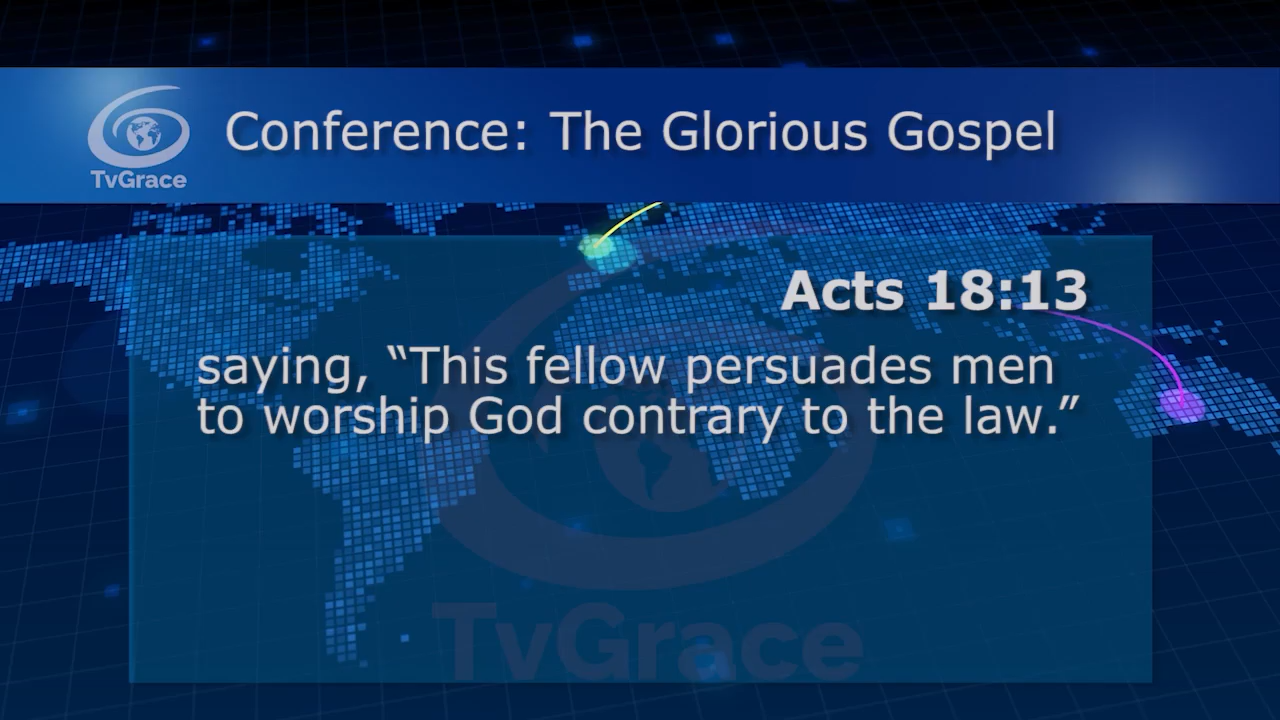 Conference: The Glorious Gospel
TvGrace
Acts 18:13
saying, “This fellow persuades men
to worship God contrary to the law.”
TvGrace